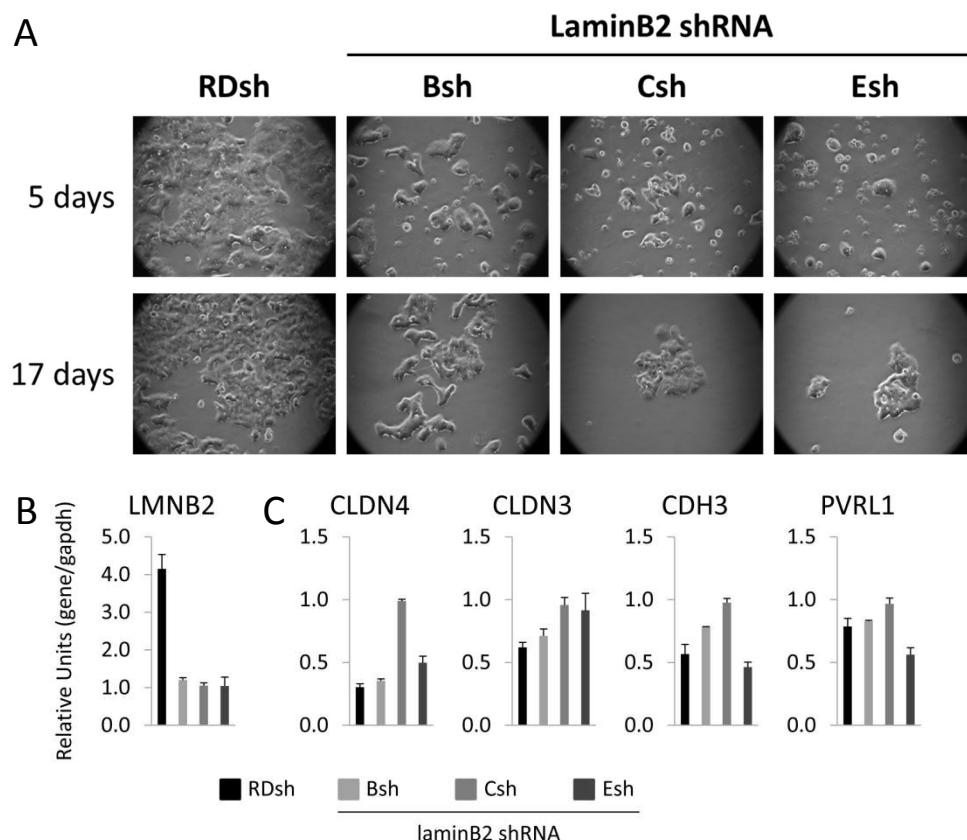 A
LaminB2 shRNA
RDsh Bsh Csh Esh
5 days
17 days
B LMNB2 C CLDN4 CLDN3 CDH3 PVRL1
Relative Units (gene/gapdh)
5.0 1.5 1.5 1.5 1.5
4.0
3.0 1.0 1.0 1.0 1.0
2.0 0.5 0.5 0.5 0.5
1.0
0.0 0.0 0.0 0.0 0.0
RDsh Bsh Csh Esh
laminB2 shRNA